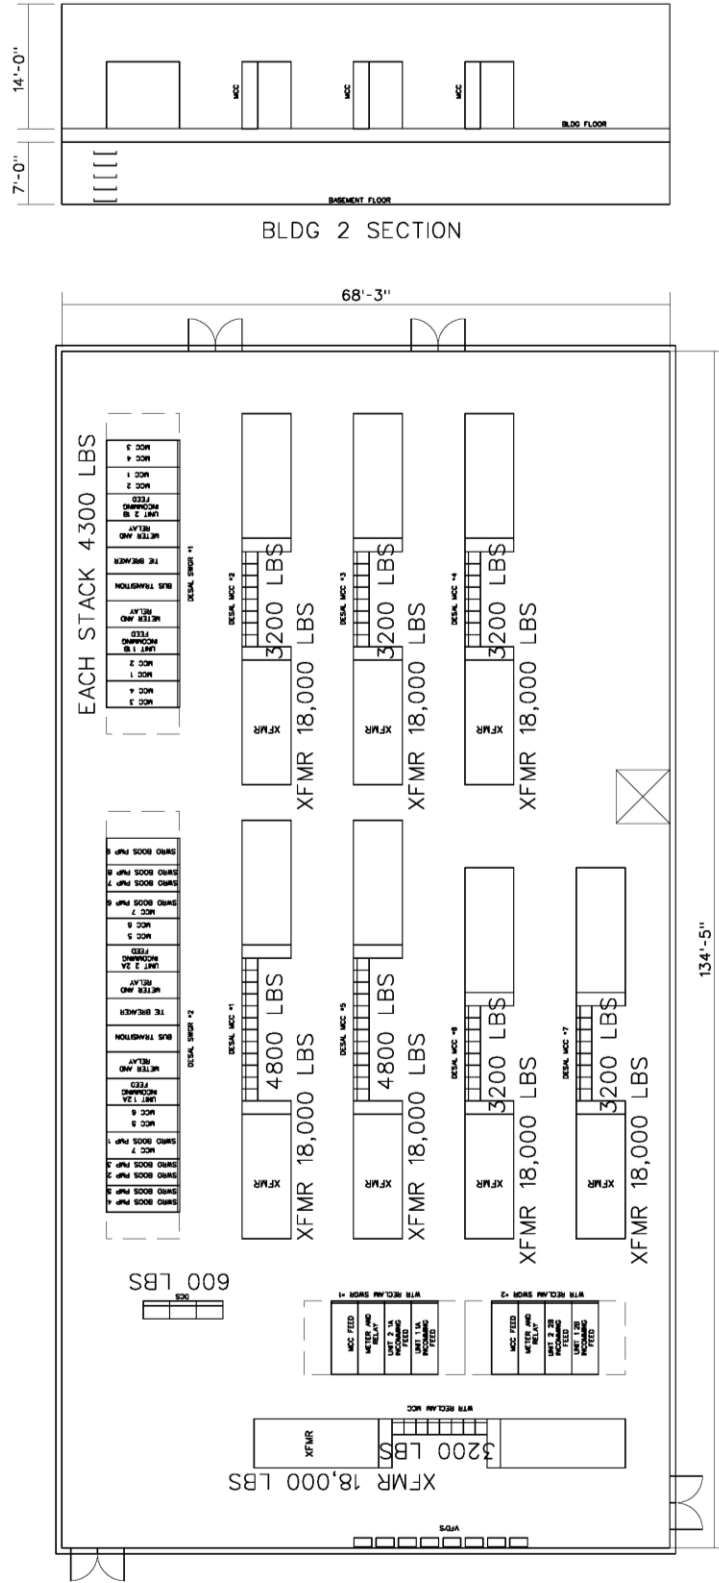 14'-0"
MCC
MCC
MCC
BLDG FLOOR
7'-0"
BASEMENT FLOOR
BLDG 2 SECTION
68'-3"
134'-5"
EACH STACK 4300 LBS
MCC 3
MCC 4
MCC 1
MCC 2
UNIT 2 1B
INCOMMING
FEED
METER AND
RELAY
TIE BREAKER
BUS TRANSITION
METER AND
RELAY
UNIT 1 1B
INCOMMING
FEED
MCC 2
MCC 1
MCC 4
MCC 3
DESAL SWGR #1
DESAL MCC #2
3200 LBS
XFMR
XFMR 18,000 LBS
DESAL MCC #3
3200 LBS
XFMR
XFMR 18,000 LBS
DESAL MCC #4
3200 LBS
XFMR
XFMR 18,000 LBS
SWRO BOOS PMP 9
SWRO BOOS PMP 8
SWRO BOOS PMP 7
SWRO BOOS PMP 6
MCC 7
MCC 6
MCC 5
UNIT 2 2A
INCOMMING
FEED
METER AND
RELAY
TIE BREAKER
BUS TRANSITION
METER AND
RELAY
UNIT 1 2A
INCOMMING
FEED
MCC 6
MCC 5
SWRO BOOS PMP 1
MCC 7
SWRO BOOS PMP 3
SWRO BOOS PMP 2
SWRO BOOS PMP 5
SWRO BOOS PMP 4
DESAL SWGR #2
DESAL MCC #1
4800 LBS
XFMR
XFMR 18,000 LBS
DESAL MCC #5
4800 LBS
XFMR
XFMR 18,000 LBS
DESAL MCC #6
3200 LBS
XFMR
XFMR 18,000 LBS
DESAL MCC #7
3200 LBS
XFMR
XFMR 18,000 LBS
600 LBS
DCS
WTR RECLAM SWGR #1
MCC FEED
METER AND
RELAY
UNIT 2 1A
INCOMMING
FEED
UNIT 1 1A
INCOMMING
FEED
WTR RECLAM SWGR #2
MCC FEED
METER AND
RELAY
UNIT 2 2B
INCOMMING
FEED
UNIT 1 2B
INCOMMING
FEED
WTR RECLAM MCC
XFMR
3200 LBS
XFMR 18,000 LBS
VFD'S